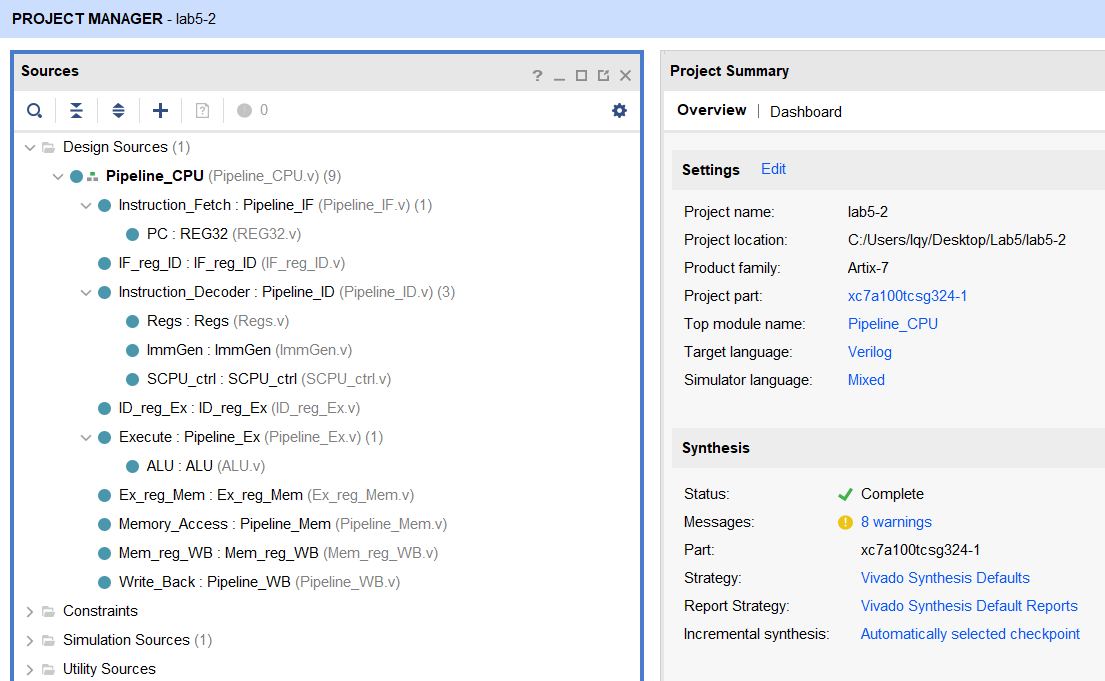 PROJECT MANAGER - lab5-2
Sources
? _
0
Design Sources (1)
Pipeline_CPU (Pipeline_CPU.v) (9)
Instruction_Fetch : Pipeline_IF (Pipeline_IF.v) (1)
PC : REG32 (REG32.v)
IF_reg_ID : IF_reg_ID (IF_reg_ID.v)
Instruction_Decoder : Pipeline_ID (Pipeline_ID.v) (3)
Regs : Regs (Regs.v)
ImmGen : ImmGen (ImmGen.v)
SCPU_ctrl : SCPU_ctrl (SCPU_ctrl.v)
ID_reg_Ex : ID_reg_Ex (ID_reg_Ex.v)
Execute : Pipeline_Ex (Pipeline_Ex.v) (1)
ALU : ALU (ALU.v)
Ex_reg_Mem : Ex_reg_Mem (Ex_reg_Mem.v)
Memory_Access : Pipeline_Mem (Pipeline_Mem.v)
Mem_reg_WB : Mem_reg_WB (Mem_reg_WB.v)
Write_Back : Pipeline_WB (Pipeline_WB.v)
Constraints
Simulation Sources (1)
Utility Sources
Project Summary
Overview | Dashboard
Settings Edit
Project name: lab5-2
Project location: C:/Users/lqy/Desktop/Lab5/lab5-2
Product family: Artix-7
Project part: xc7a100tcsg324-1
Top module name: Pipeline_CPU
Target language: Verilog
Simulator language: Mixed
Synthesis
Status: Complete
Messages: 8 warnings
Part: xc7a100tcsg324-1
Strategy: Vivado Synthesis Defaults
Report Strategy: Vivado Synthesis Default Reports
Incremental synthesis: Automatically selected checkpoint